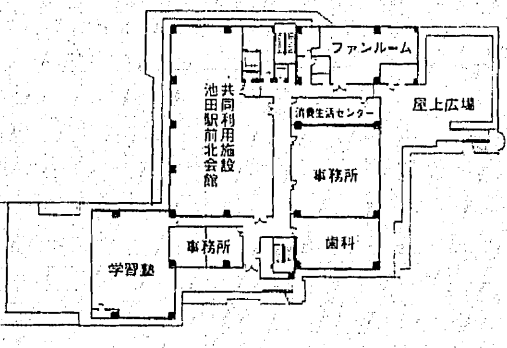 ファンルーム
屋上広場
消費生活センター
共同利用施設
池田駅前北会館
事務所
事務所
歯科
学習塾